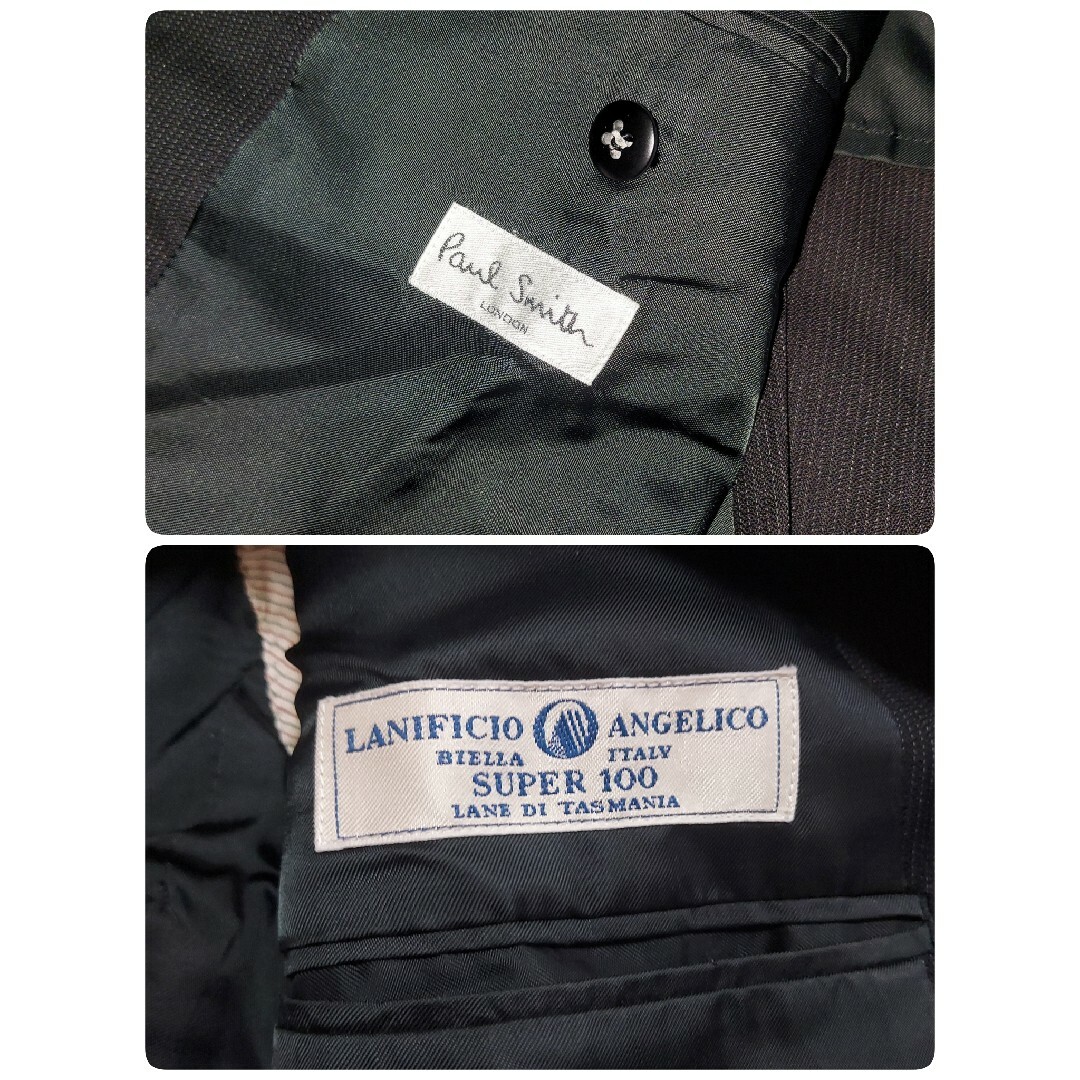 Paul Smith
LONDON
LANIFICIO ANGELICO
BIELLA ITALY
SUPER 100
LANE DI TASMANIA